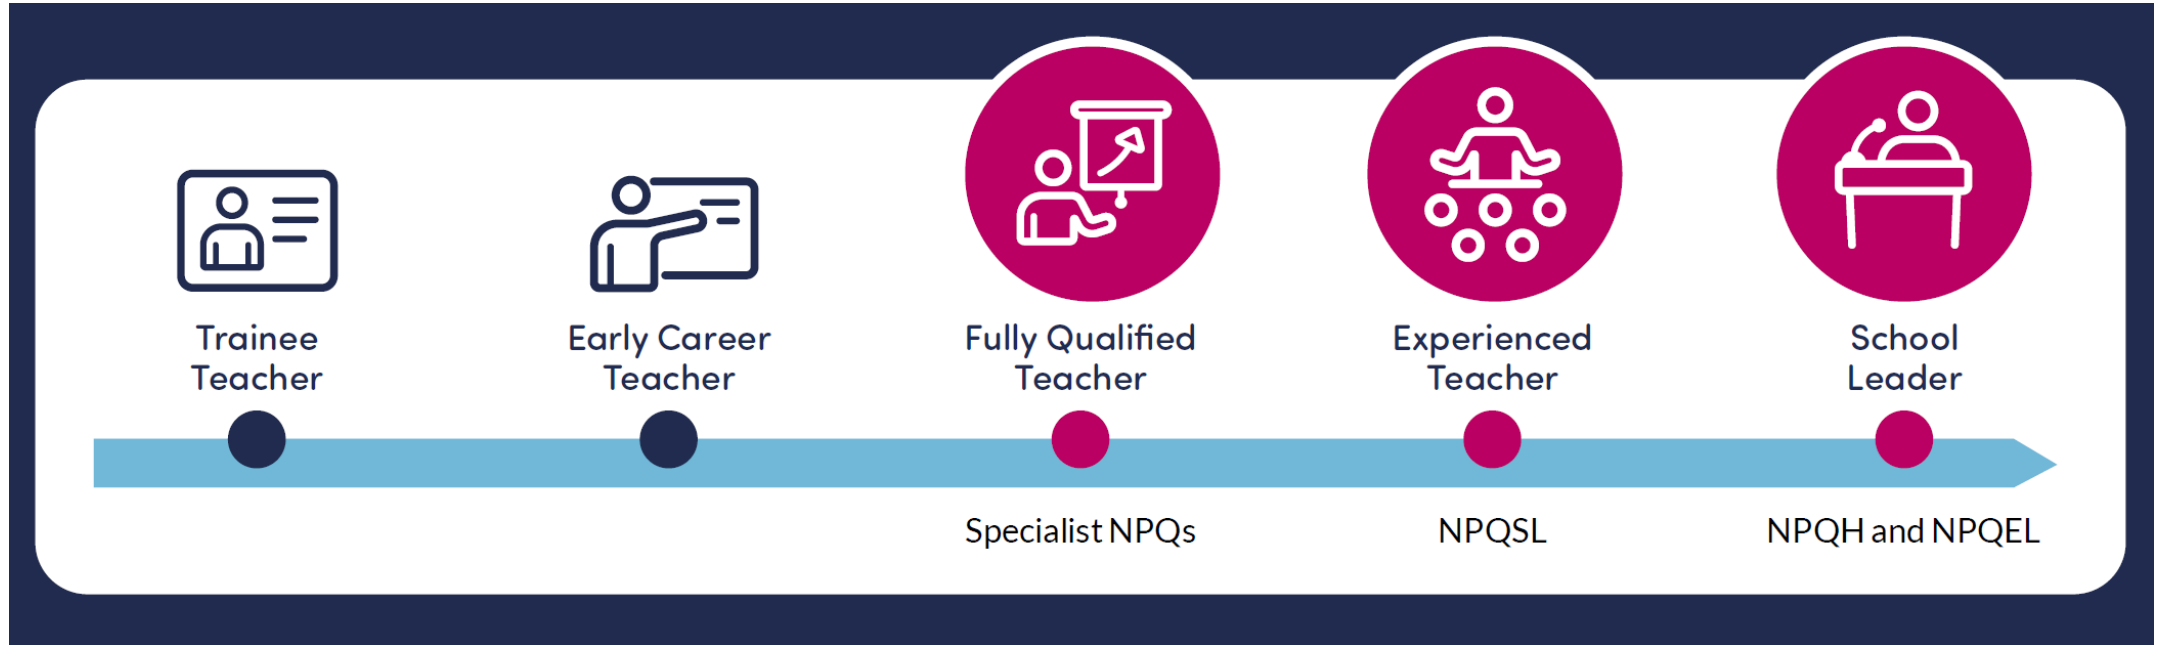 Trainee
Teacher
Early Career
Teacher
Fully Qualified
Teacher
Experienced
Teacher
School
Leader
Specialist NPQs
NPQSL
NPQH and NPQEL